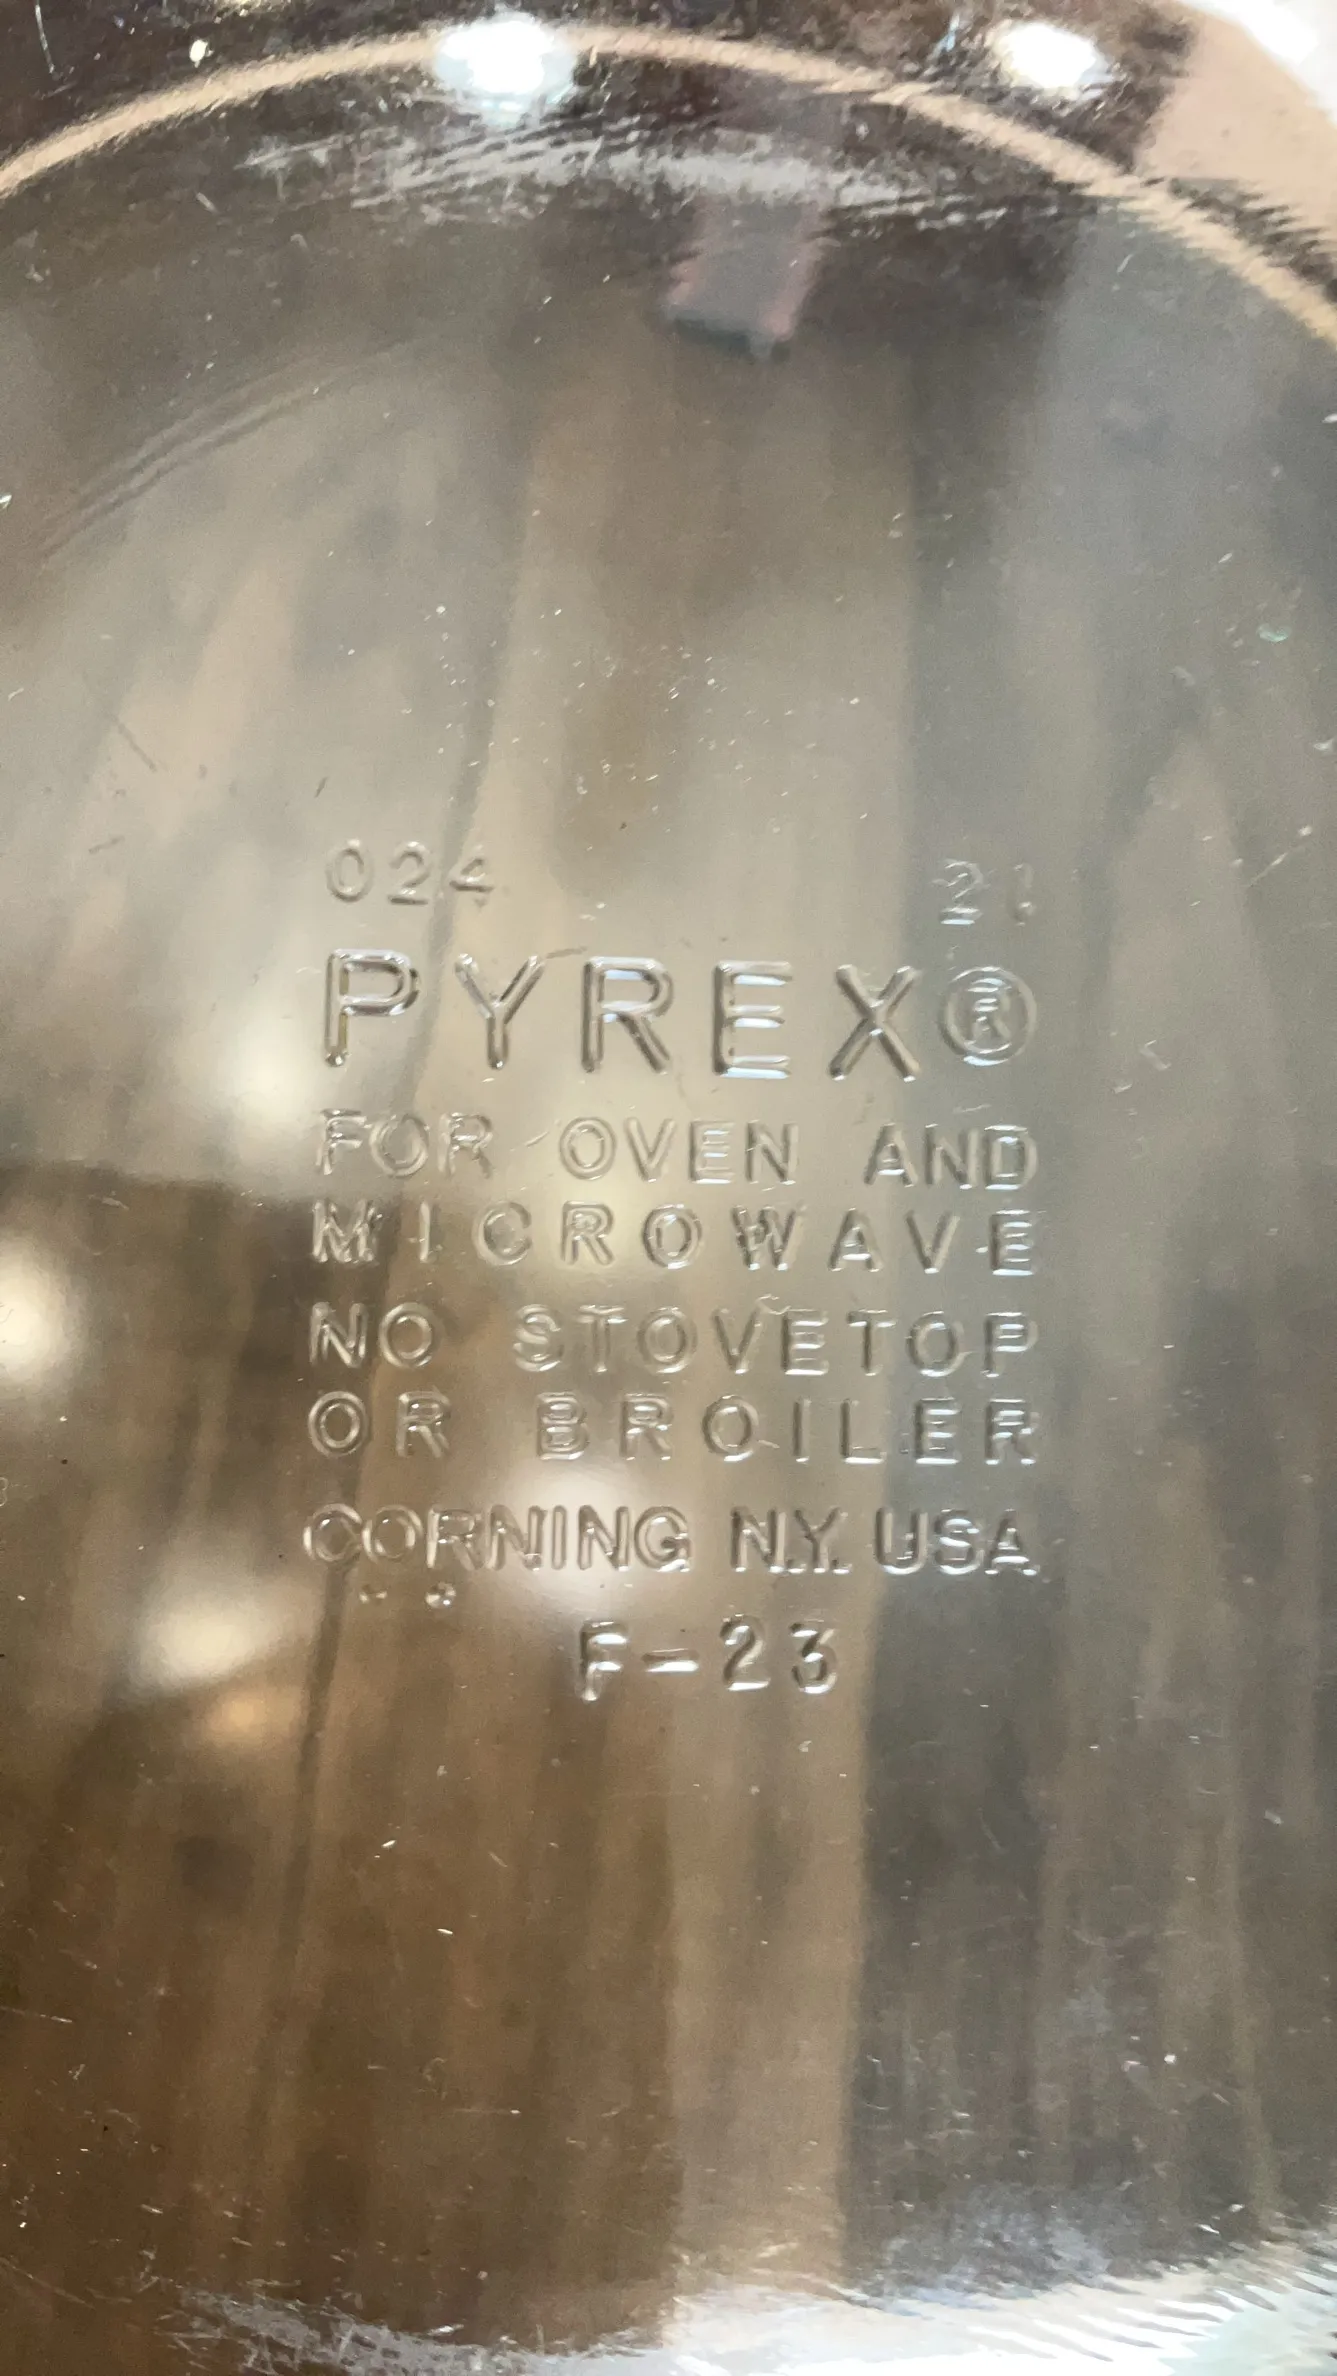 024 21
PYREX®
FOR OVEN AND
MICROWAVE
NO STOVETOP
OR BROILER
CORNING N.Y. USA
F-23